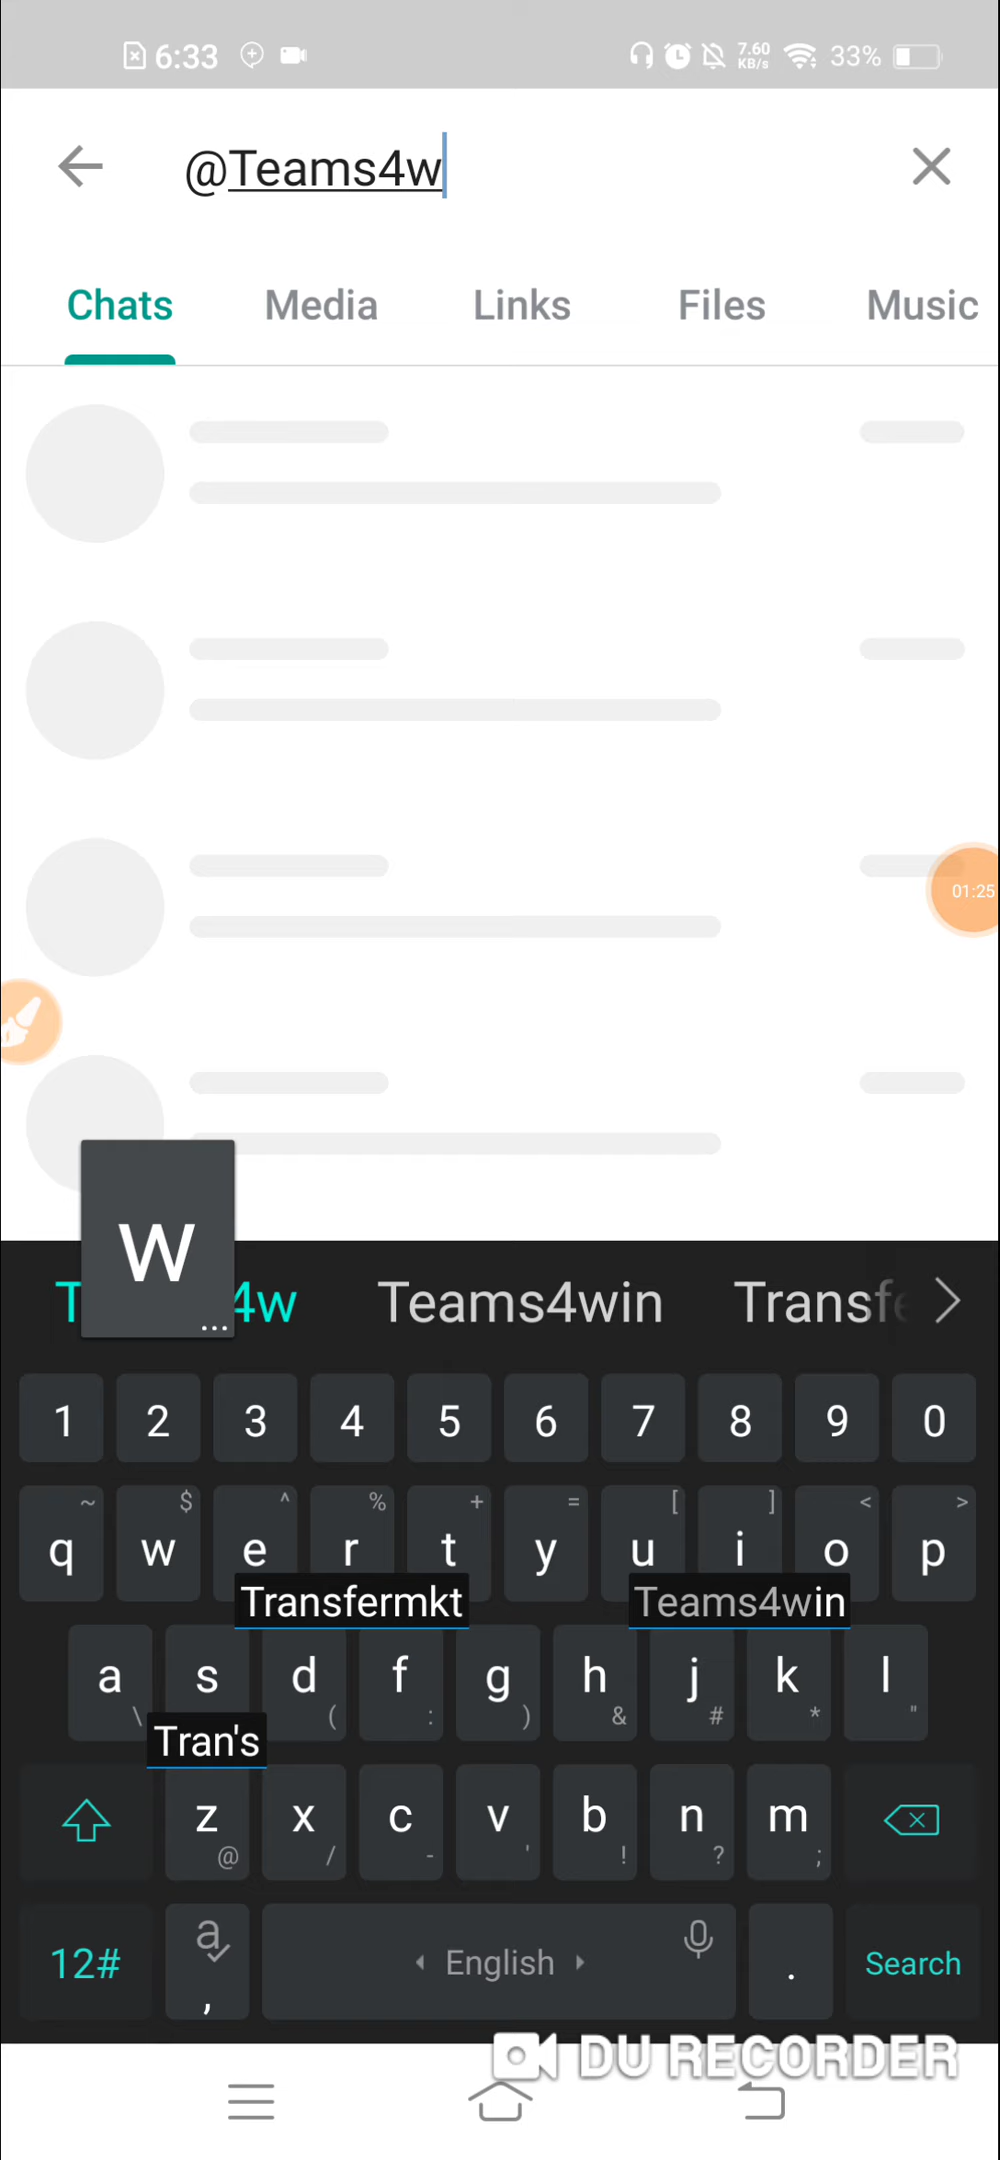 6:33 7.60 KB/s 33%
@Teams4w
Chats Media Links Files Music
01:25
w
...
4w Teams4win Transfe
1 2 3 4 5 6 7 8 9 0
~ $ ^ % + = [ ] < >
q w e r t y u i o p
Transfermkt Teams4win
a s d f g h j k l
\ ( : ) & # * "
Tran's
z x c v b n m
@ / - ' ! ? ;
12# a , English . Search
DU RECORDER